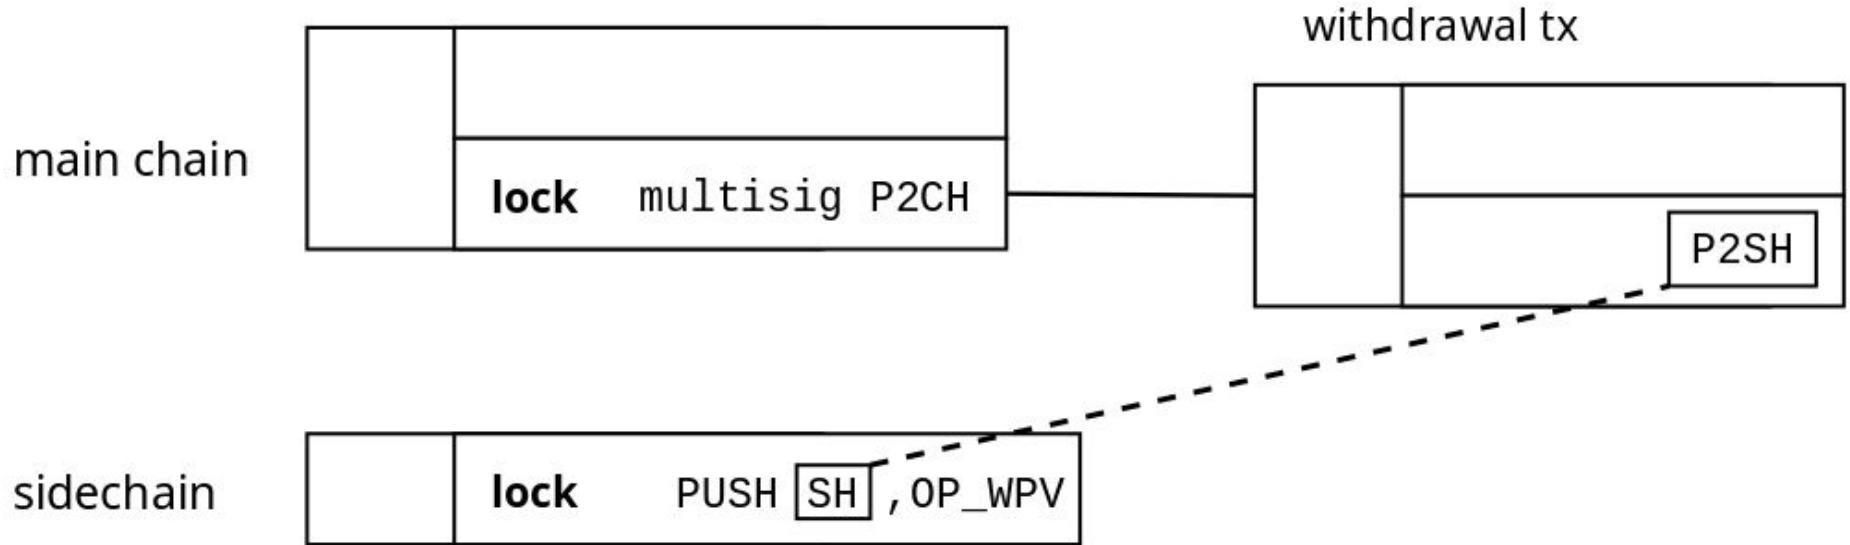 withdrawal tx
main chain
lock multisig P2CH
P2SH
sidechain
lock PUSH SH ,OP_WPV